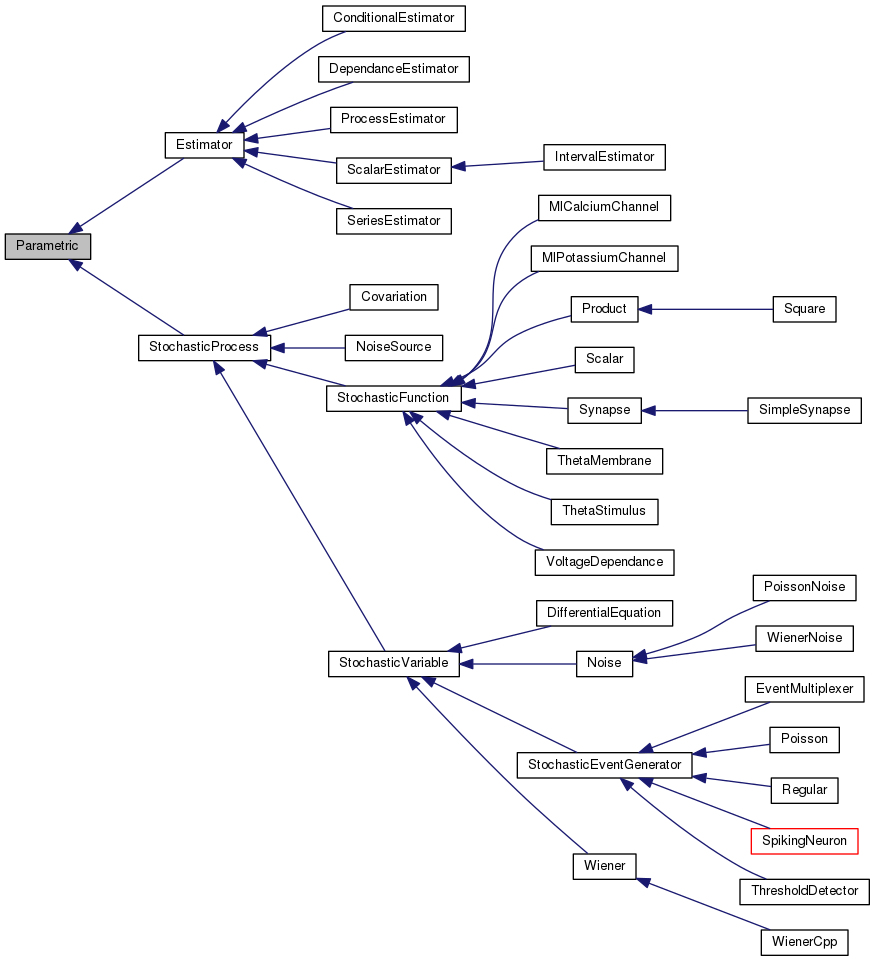 ConditionalEstimator
DependanceEstimator
ProcessEstimator
Estimator
IntervalEstimator
ScalarEstimator
MlCalciumChannel
SeriesEstimator
Parametric
MlPotassiumChannel
Covariation
Product
Square
StochasticProcess
NoiseSource
Scalar
StochasticFunction
Synapse
SimpleSynapse
ThetaMembrane
ThetaStimulus
VoltageDependance
PoissonNoise
DifferentialEquation
WienerNoise
StochasticVariable
Noise
EventMultiplexer
Poisson
StochasticEventGenerator
Regular
SpikingNeuron
Wiener
ThresholdDetector
WienerCpp